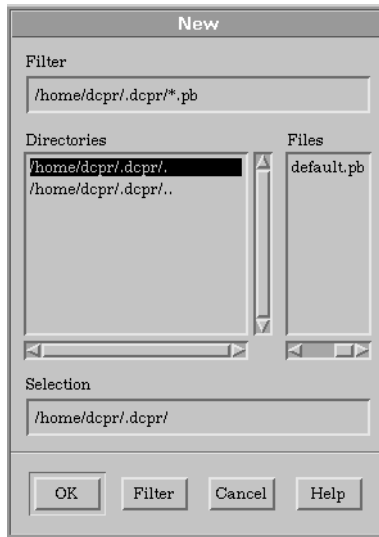 New
Filter
/home/dcpr/.dcpr/*.pb
Directories
/home/dcpr/.dcpr/.
/home/dcpr/.dcpr/..
Files
default.pb
Selection
/home/dcpr/.dcpr/
OK Filter Cancel Help